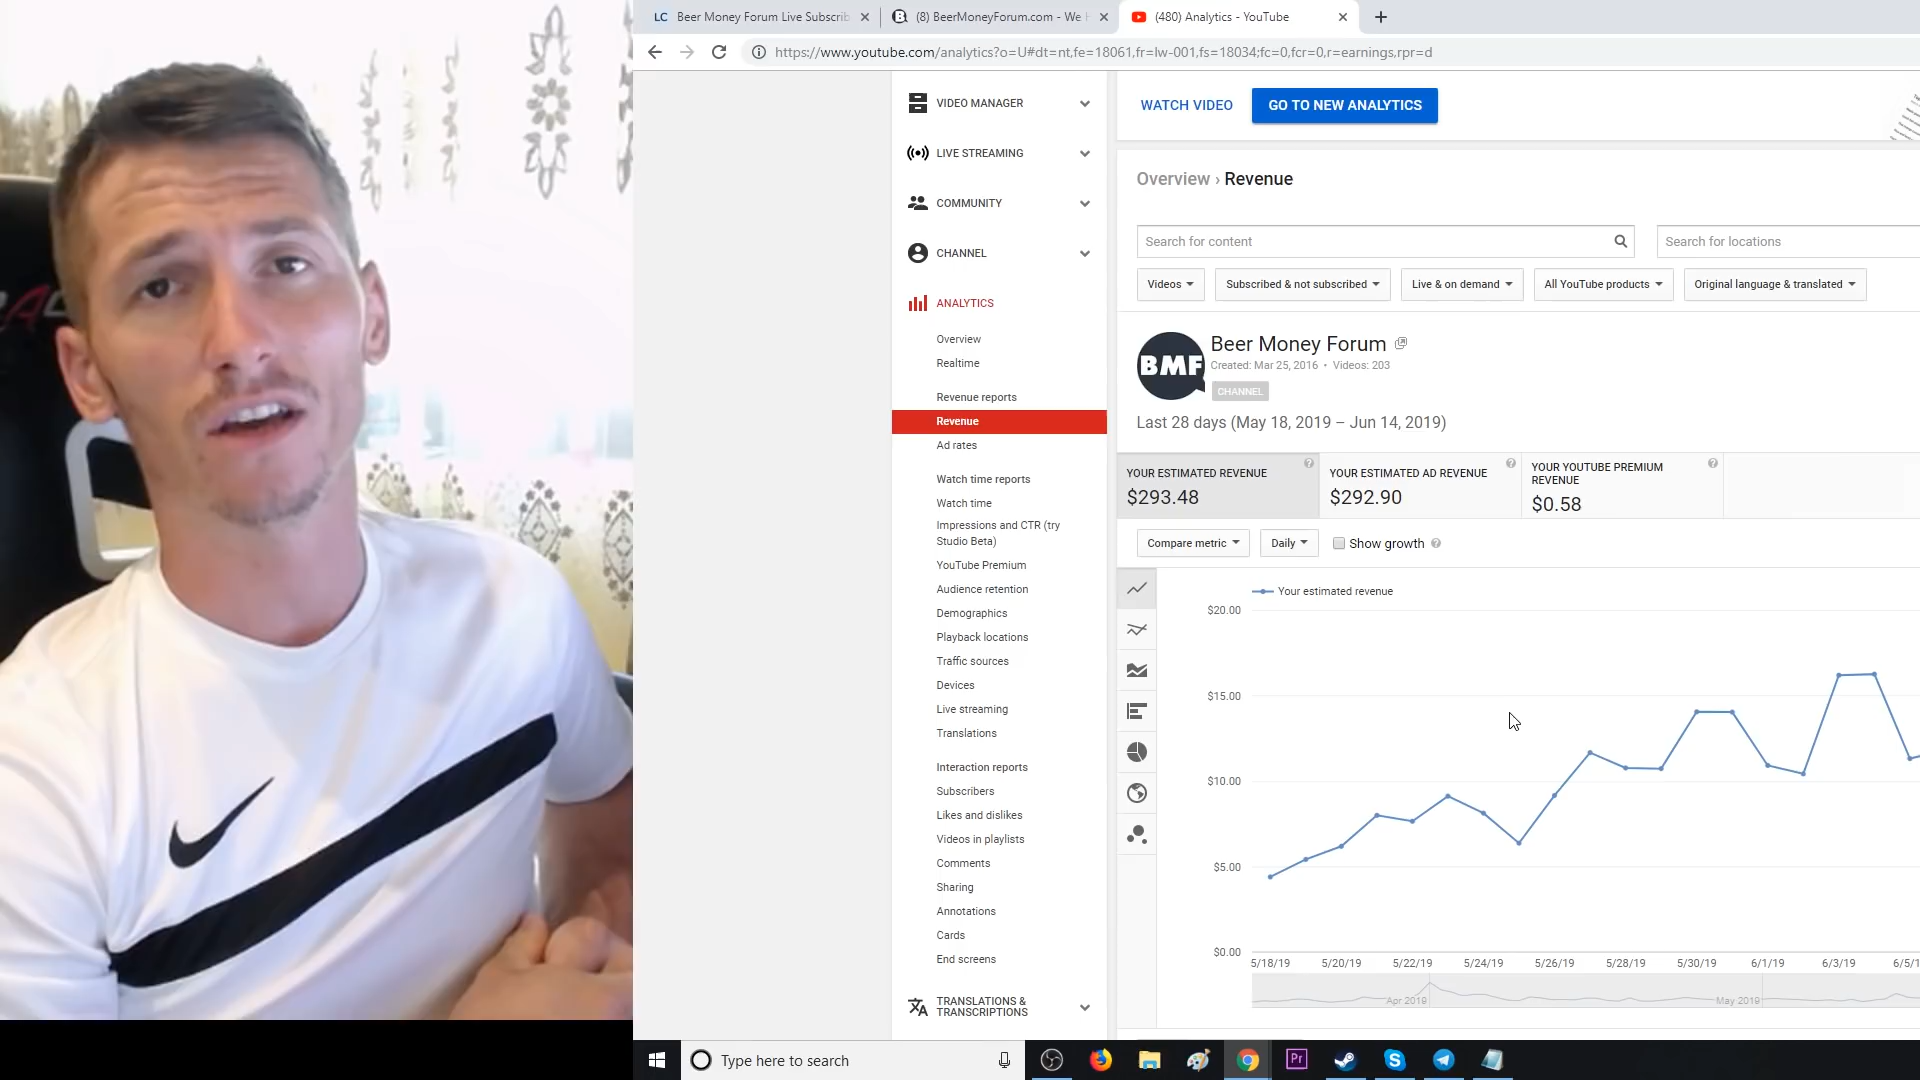 LC Beer Money Forum Live Subscrib
(8) BeerMoneyForum.com - We H
(480) Analytics - YouTube
https://www.youtube.com/analytics?o=U#dt=nt,fe=18061,fr=lw-001,fs=18034;fc=0,fcr=0,r=earnings,rpr=d
VIDEO MANAGER
LIVE STREAMING
COMMUNITY
CHANNEL
ANALYTICS
Overview
Realtime
Revenue reports
Revenue
Ad rates
Watch time reports
Watch time
Impressions and CTR (try
Studio Beta)
YouTube Premium
Audience retention
Demographics
Playback locations
Traffic sources
Devices
Live streaming
Translations
Interaction reports
Subscribers
Likes and dislikes
Videos in playlists
Comments
Sharing
Annotations
Cards
End screens
TRANSLATIONS &
TRANSCRIPTIONS
WATCH VIDEO
GO TO NEW ANALYTICS
Overview › Revenue
Search for content
Search for locations
Videos
Subscribed & not subscribed
Live & on demand
All YouTube products
Original language & translated
BMF
Beer Money Forum
Created: Mar 25, 2016 • Videos: 203
CHANNEL
Last 28 days (May 18, 2019 – Jun 14, 2019)
YOUR ESTIMATED REVENUE
$293.48
YOUR ESTIMATED AD REVENUE
$292.90
YOUR YOUTUBE PREMIUM
REVENUE
$0.58
Compare metric
Daily
Show growth
Your estimated revenue
$20.00
$15.00
$10.00
$5.00
$0.00
5/18/19 5/20/19 5/22/19 5/24/19 5/26/19 5/28/19 5/30/19 6/1/19 6/3/19 6/5/1
Apr 2019 May 2019
Type here to search
Pr